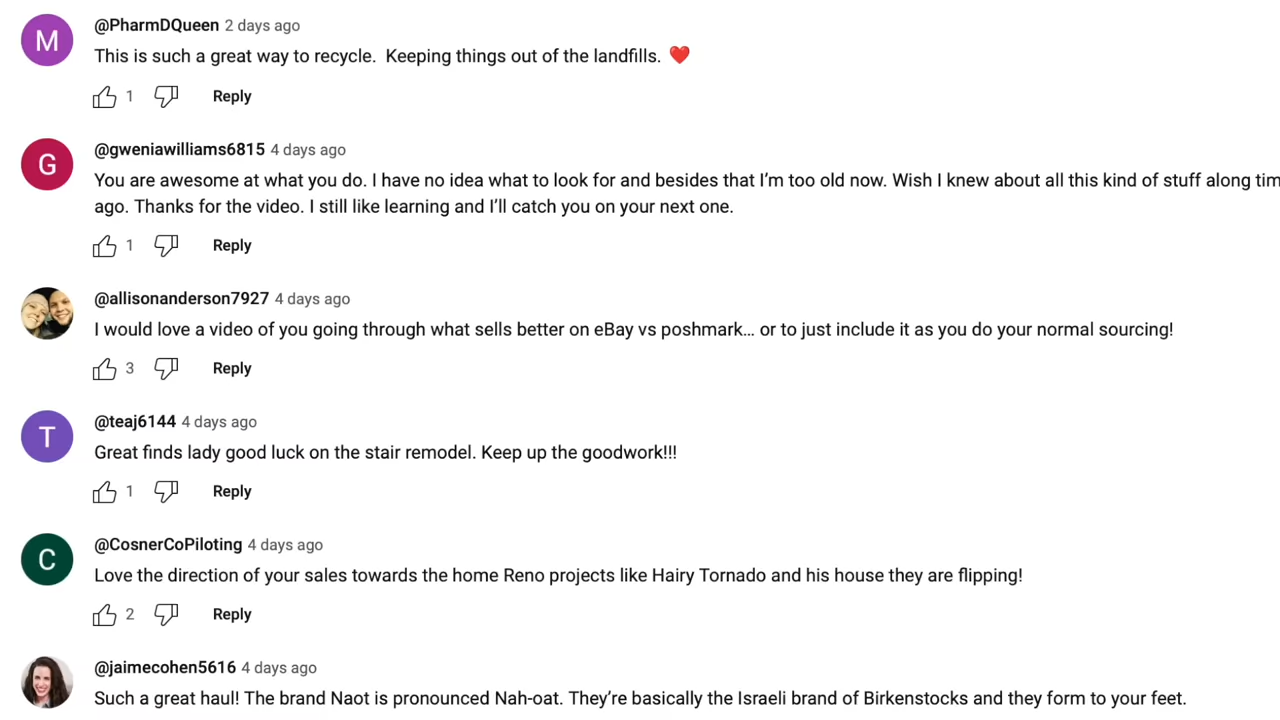 M
@PharmDQueen 2 days ago
This is such a great way to recycle.  Keeping things out of the landfills. ❤️
1 Reply
G
@gweniawilliams6815 4 days ago
You are awesome at what you do. I have no idea what to look for and besides that I'm too old now. Wish I knew about all this kind of stuff along
ago. Thanks for the video. I still like learning and I'll catch you on your next one.
1 Reply
@allisonanderson7927 4 days ago
I would love a video of you going through what sells better on eBay vs poshmark... or to just include it as you do your normal sourcing!
3 Reply
T
@teaj6144 4 days ago
Great finds lady good luck on the stair remodel. Keep up the goodwork!!!
1 Reply
C
@CosnerCoPiloting 4 days ago
Love the direction of your sales towards the home Reno projects like Hairy Tornado and his house they are flipping!
2 Reply
@jaimecohen5616 4 days ago
Such a great haul! The brand Naot is pronounced Nah-oat. They're basically the Israeli brand of Birkenstocks and they form to your feet.